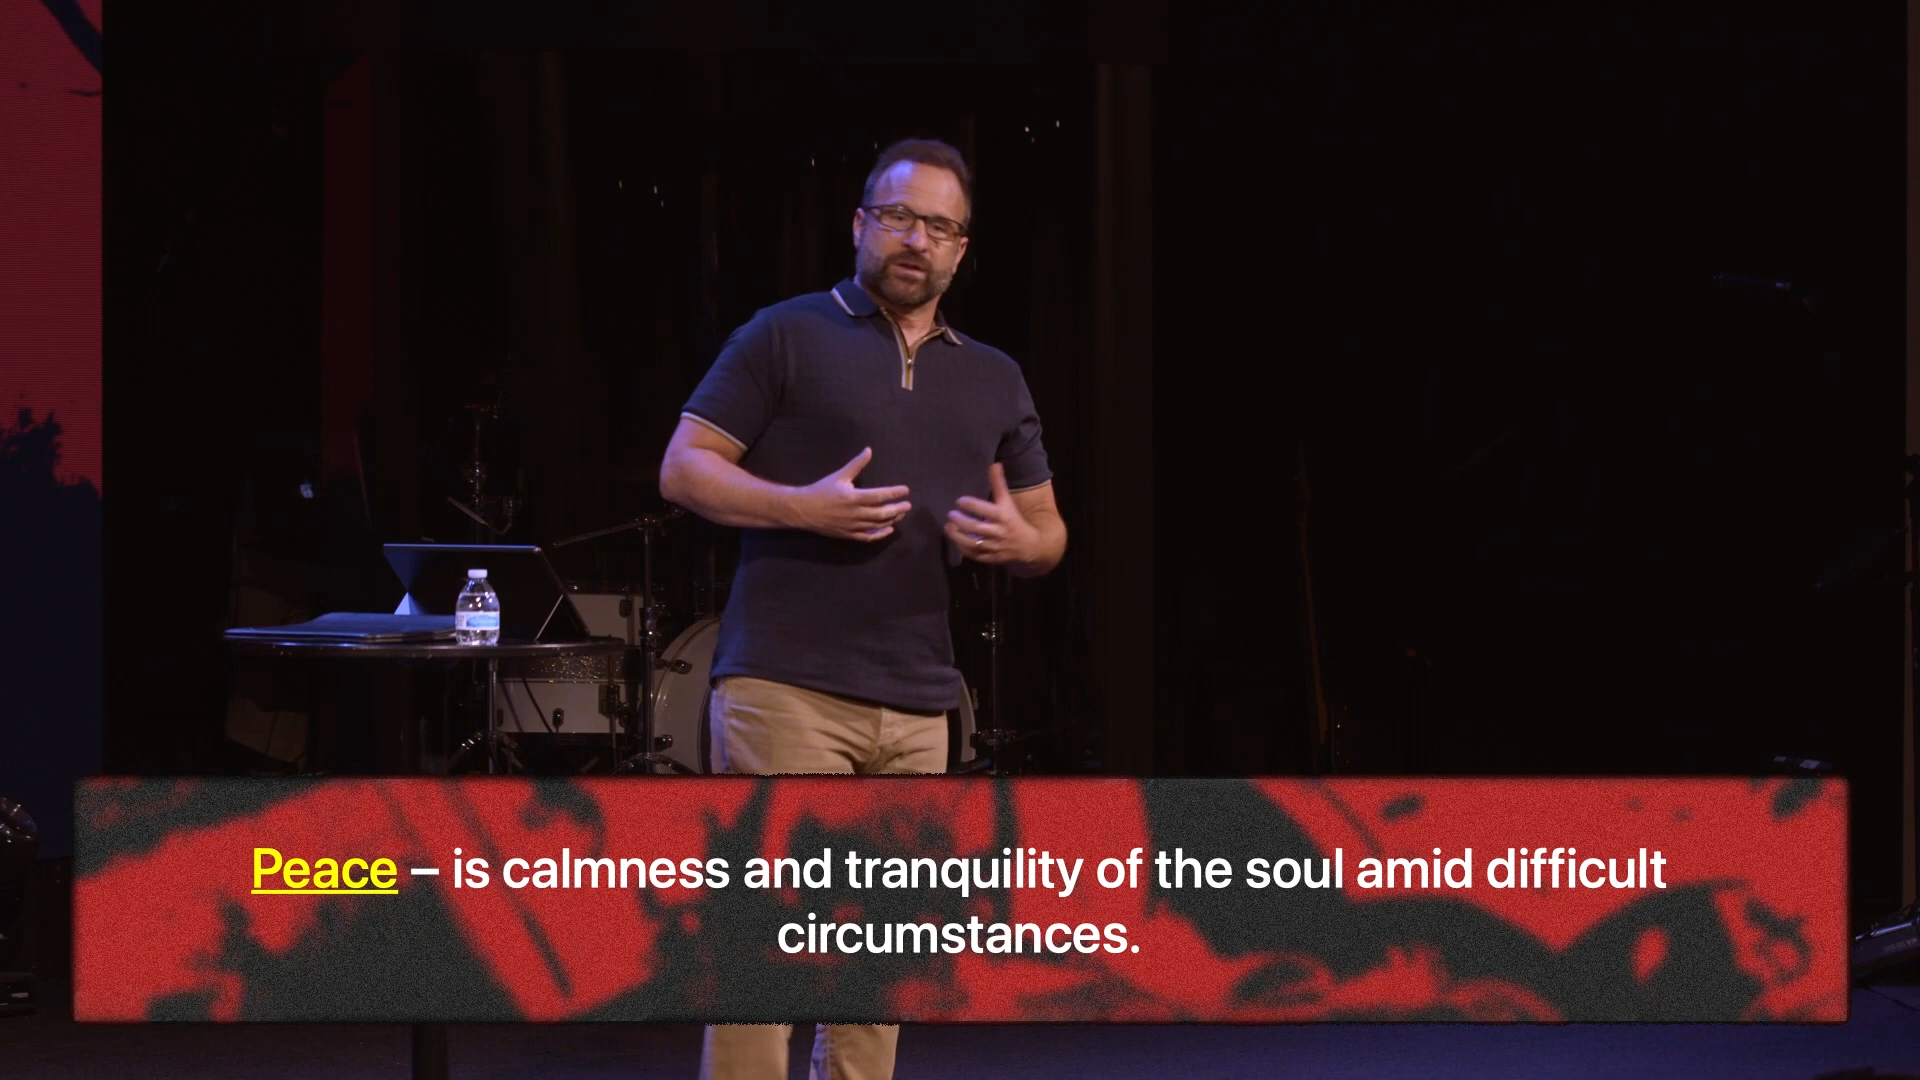 Peace – is calmness and tranquility of the soul amid difficult
circumstances.